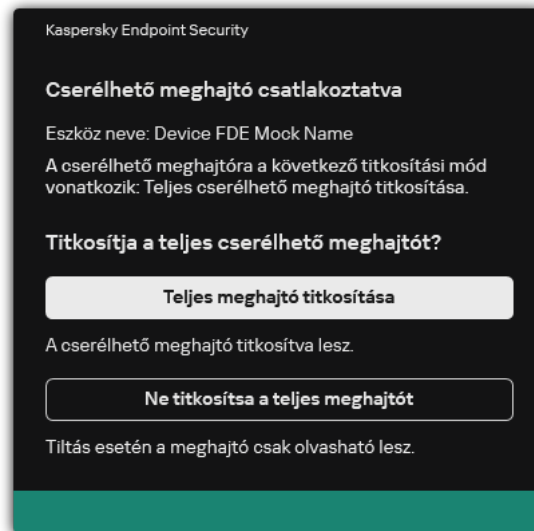 Kaspersky Endpoint Security
Cserélhető meghajtó csatlakoztatva
Eszköz neve: Device FDE Mock Name
A cserélhető meghajtóra a következő titkosítási mód
vonatkozik: Teljes cserélhető meghajtó titkosítása.
Titkosítja a teljes cserélhető meghajtót?
Teljes meghajtó titkosítása
A cserélhető meghajtó titkosítva lesz.
Ne titkosítsa a teljes meghajtót
Tiltás esetén a meghajtó csak olvasható lesz.